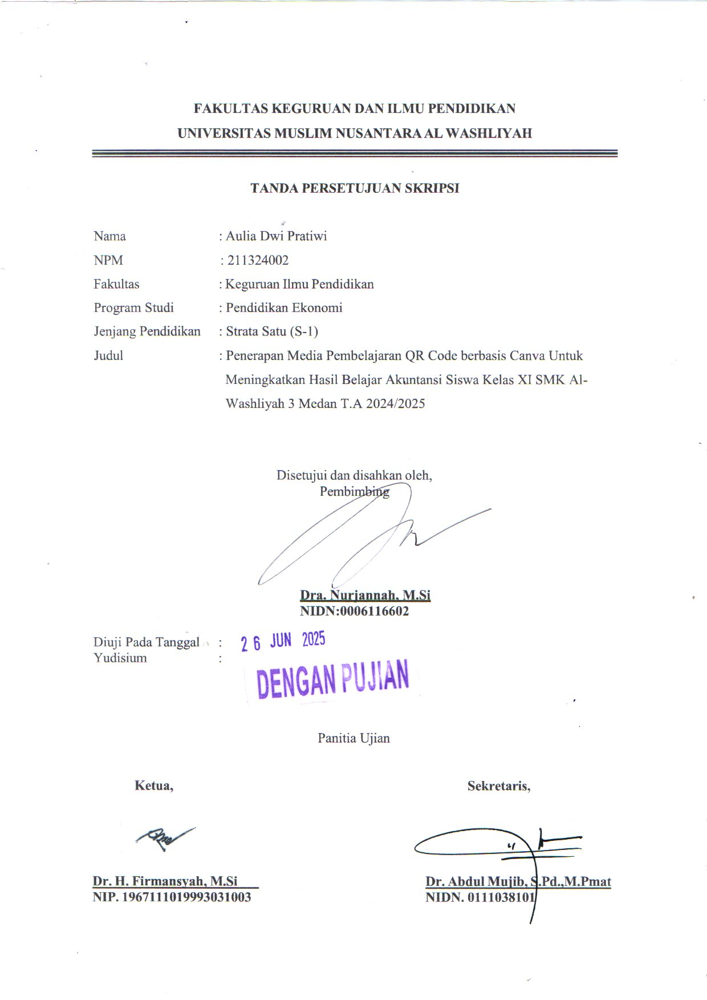 FAKULTAS KEGURUAN DAN ILMU PENDIDIKAN
UNIVERSITAS MUSLIM NUSANTARA AL WASHLIYAH
TANDA PERSETUJUAN SKRIPSI
Nama : Aulia Dwi Pratiwi
NPM : 211324002
Fakultas : Keguruan Ilmu Pendidikan
Program Studi : Pendidikan Ekonomi
Jenjang Pendidikan : Strata Satu (S-1)
Judul : Penerapan Media Pembelajaran QR Code berbasis Canva Untuk
Meningkatkan Hasil Belajar Akuntansi Siswa Kelas XI SMK Al-
Washliyah 3 Medan T.A 2024/2025
Disetujui dan disahkan oleh,
Pembimbing
Dra. Nurjannah, M.Si
NIDN:0006116602
Diuji Pada Tanggal : 26 JUN 2025
Yudisium :
DENGAN PUJIAN
Panitia Ujian
Ketua, Sekretaris,
Dr. H. Firmansyah, M.Si Dr. Abdul Mujib, S.Pd.,M.Pmat
NIP. 1967111019993031003 NIDN. 0111038101